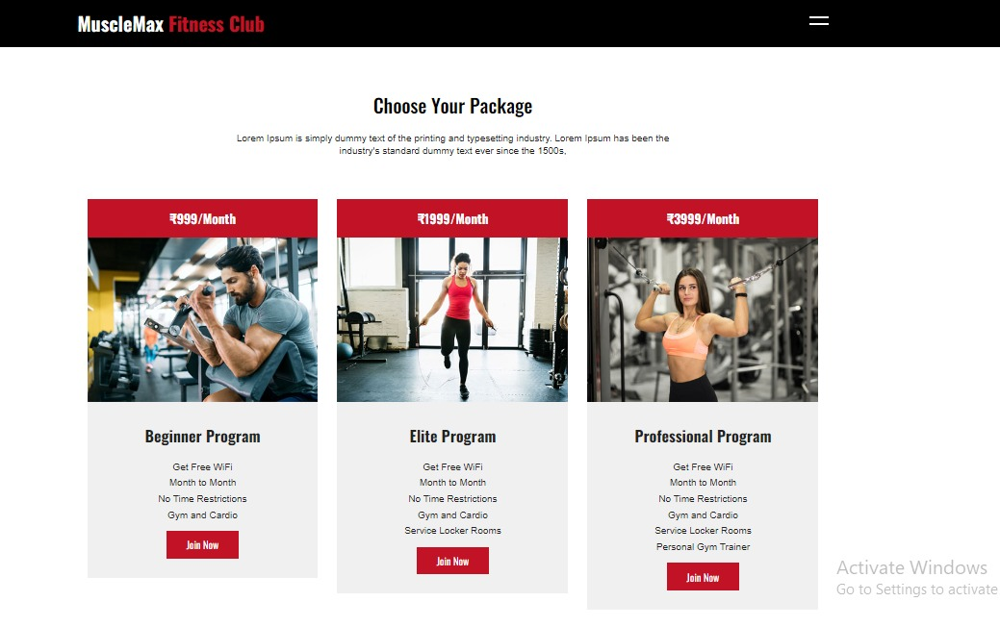 MuscleMax Fitness Club
Choose Your Package
Lorem Ipsum is simply dummy text of the printing and typesetting industry. Lorem Ipsum has been the
industry's standard dummy text ever since the 1500s,
₹999/Month
Beginner Program
Get Free WiFi
Month to Month
No Time Restrictions
Gym and Cardio
Join Now
₹1999/Month
Elite Program
Get Free WiFi
Month to Month
No Time Restrictions
Gym and Cardio
Service Locker Rooms
Join Now
₹3999/Month
Professional Program
Get Free WiFi
Month to Month
No Time Restrictions
Gym and Cardio
Service Locker Rooms
Personal Gym Trainer
Join Now
Activate Windows
Go to Settings to activate